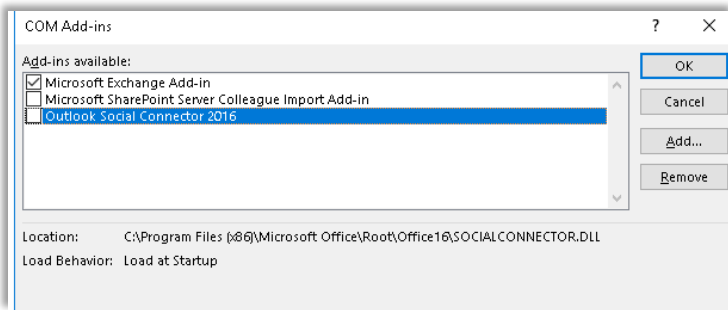 COM Add-ins ? X
Add-ins available:
Microsoft Exchange Add-in
Microsoft SharePoint Server Colleague Import Add-in
Outlook Social Connector 2016
OK
Cancel
Add...
Remove
Location: C:\Program Files (x86)\Microsoft Office\Root\Office16\SOCIALCONNECTOR.DLL
Load Behavior: Load at Startup